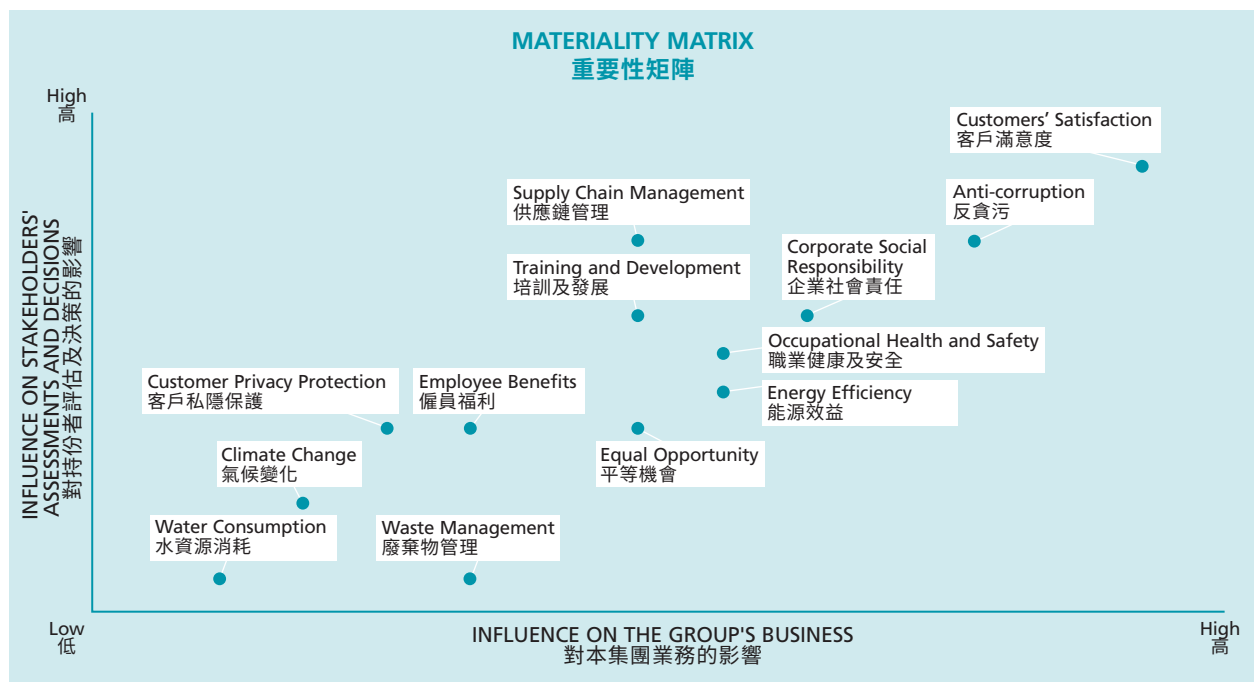 MATERIALITY MATRIX
重要性矩陣
High
高
INFLUENCE ON STAKEHOLDERS'
ASSESSMENTS AND DECISIONS
對持份者評估及決策的影響
Customers’ Satisfaction
客戶滿意度
Supply Chain Management
供應鏈管理
Anti-corruption
反貪污
Corporate Social
Responsibility
企業社會責任
Training and Development
培訓及發展
Occupational Health and Safety
職業健康及安全
Customer Privacy Protection
客戶私隱保護
Employee Benefits
僱員福利
Energy Efficiency
能源效益
Climate Change
氣候變化
Equal Opportunity
平等機會
Water Consumption
水資源消耗
Waste Management
廢棄物管理
Low
低
INFLUENCE ON THE GROUP'S BUSINESS
對本集團業務的影響
High
高